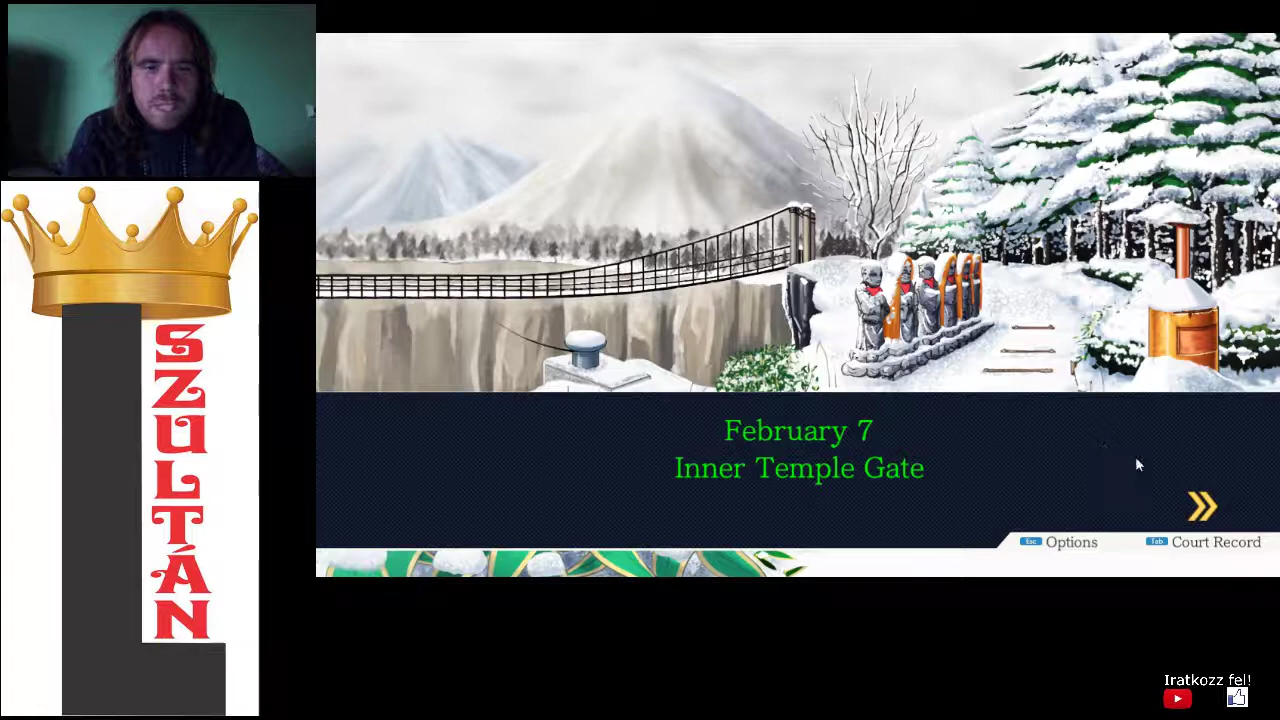 SZULTÁN
February 7
Inner Temple Gate
Esc Options
Tab Court Record
Iratkozz fel!